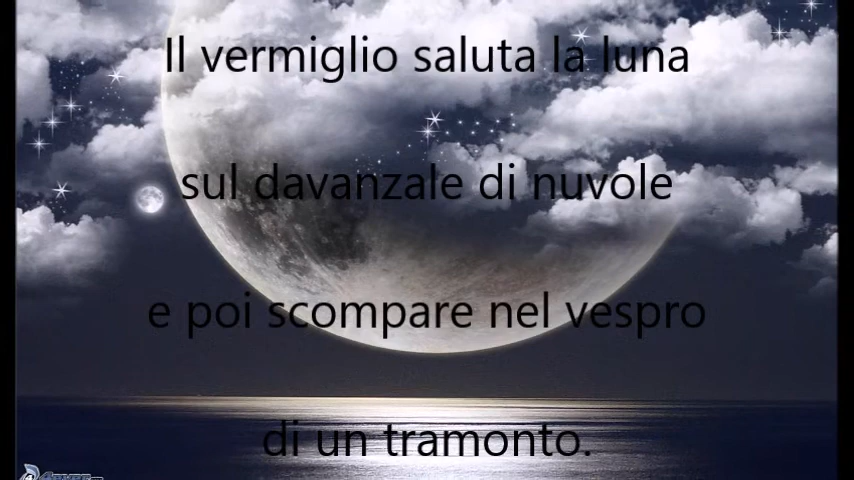 Il vermiglio saluta la luna
sul davanzale di nuvole
e poi scompare nel vespro
di un tramonto.